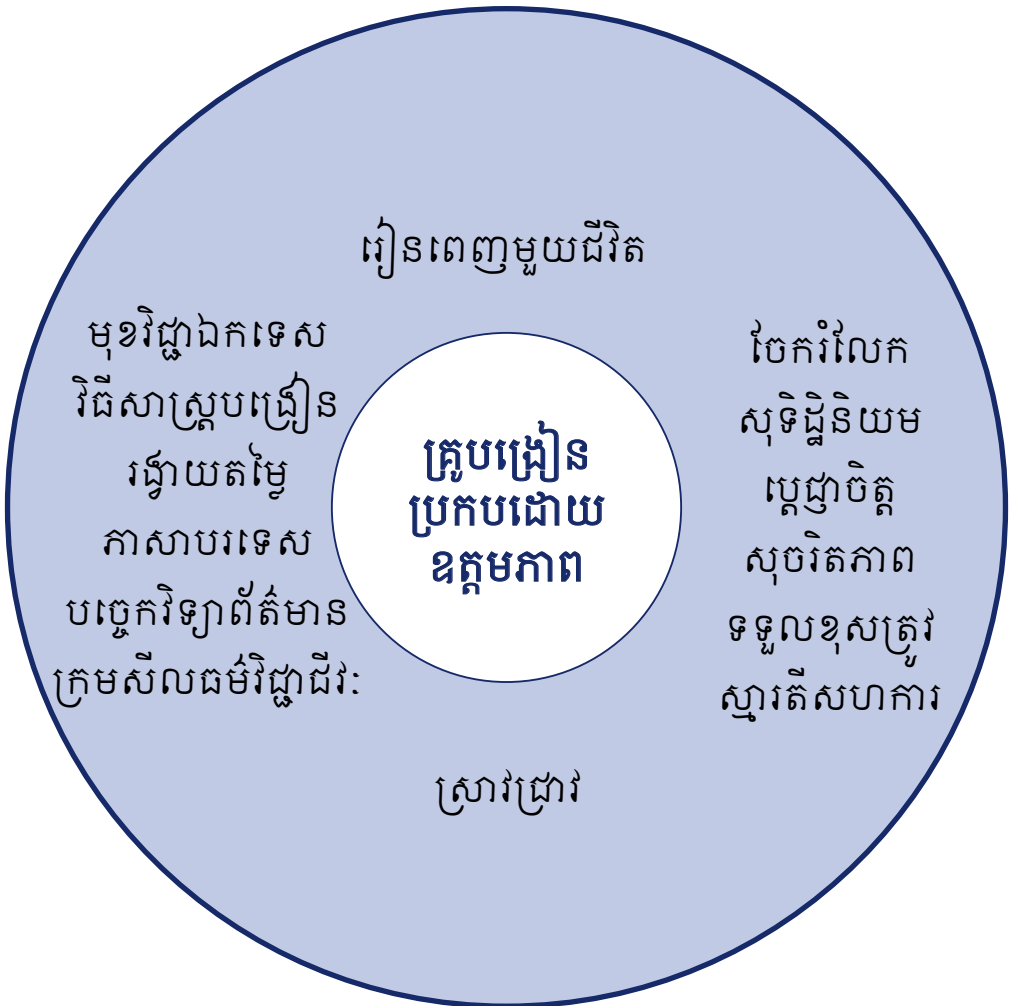 រៀនពេញមួយជីវិត
មុខវិជ្ជាឯកទេស
វិធីសាស្ត្របង្រៀន
រង្វាយតម្លៃ
ភាសាបរទេស
បច្ចេកវិទ្យាព័ត៌មាន
ក្រមសីលធម៌វិជ្ជាជីវៈ
គ្រូបង្រៀន
ប្រកបដោយ
ឧត្តមភាព
ចែករំលែក
សុទិដ្ឋិនិយម
ប្តេជ្ញាចិត្ត
សុចរិតភាព
ទទួលខុសត្រូវ
ស្មារតីសហការ
ស្រាវជ្រាវ